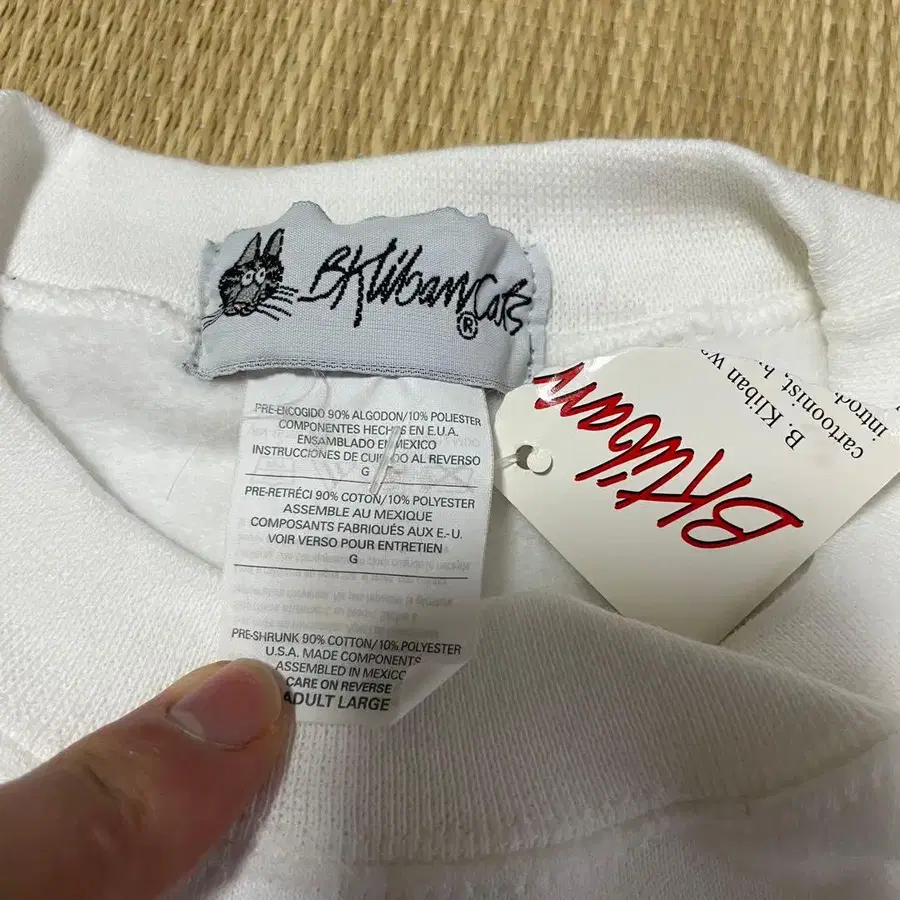 BKliban Cats ®
PRE-ENCOGIDO 90% ALGODON/10% POLIESTER
COMPONENTES HECHOS EN E.U.A.
ENSAMBLADO EN MEXICO
INSTRUCIONES DE CUIDADO AL REVERSO
G
PRE-RETRÉCI 90% COTON/10% POLYESTER
ASSEMBLE AU MEXIQUE
COMPOSANTS FABRIQUÉS AUX E.-U.
VOIR VERSO POUR ENTRETIEN
G
PRE-SHRUNK 90% COTTON/10% POLYESTER
U.S.A. MADE COMPONENTS
ASSEMBLED IN MEXICO
CARE ON REVERSE
ADULT LARGE
BKliban
B. Kliban
cartoonist,